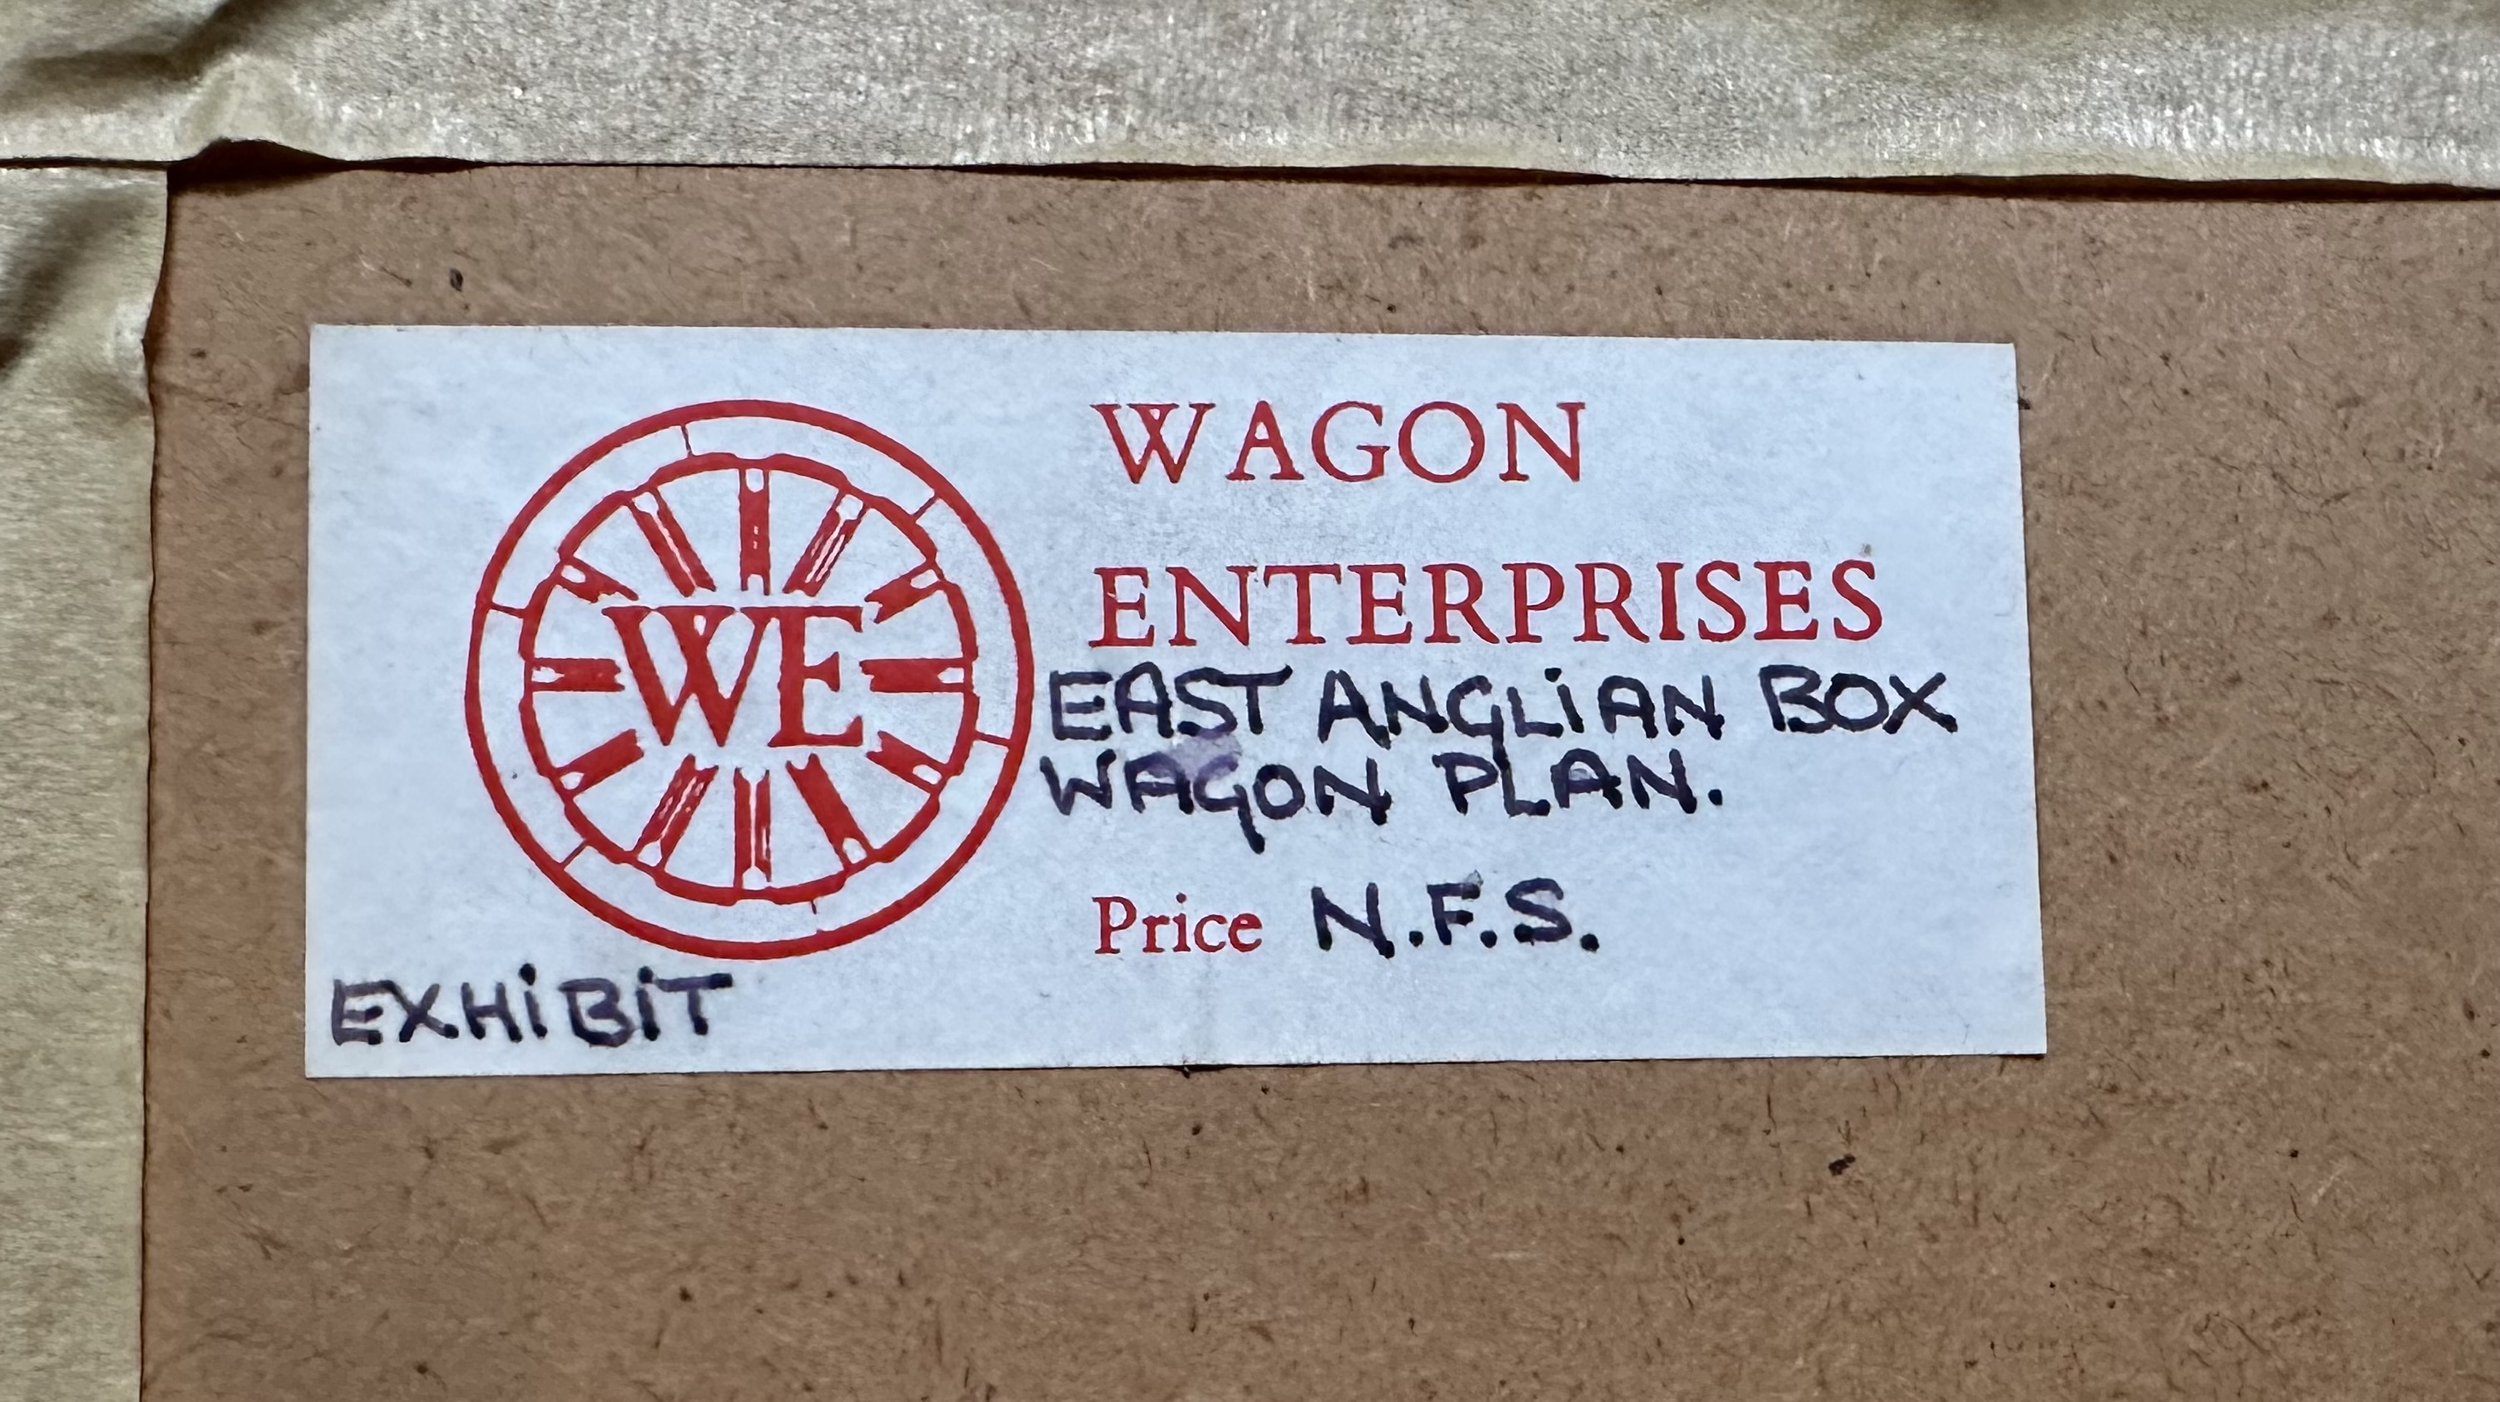 WAGON
ENTERPRISES
WE
EAST ANGLiAN BOX
WAGON PLAN.
Price N.F.S.
EXHiBiT